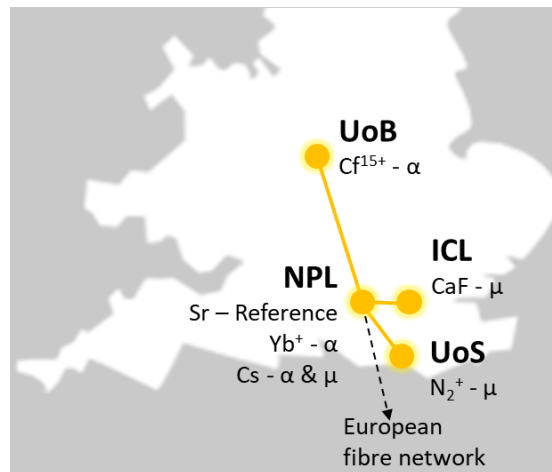 UoB
Cf¹⁵⁺ - α
ICL
CaF - μ
NPL
Sr – Reference
Yb⁺ - α
Cs - α & μ
UoS
N₂⁺ - μ
European
fibre network